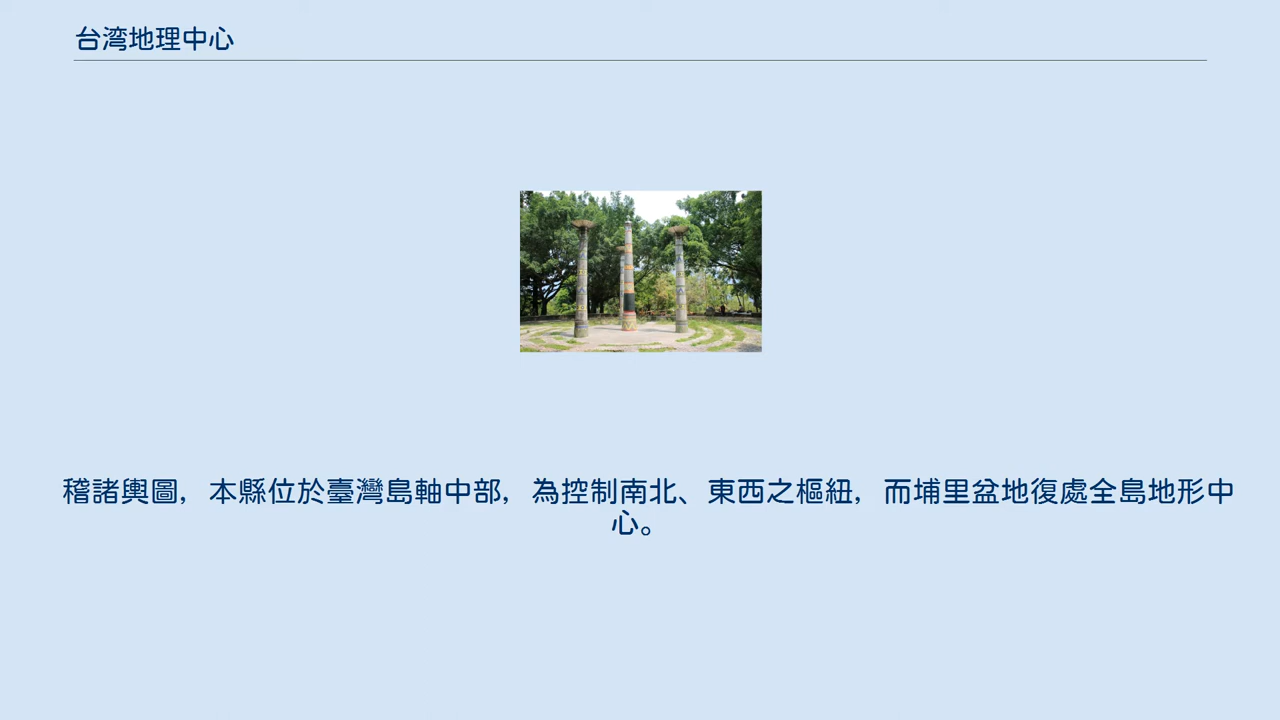 台湾地理中心
稽諸輿圖，本縣位於臺灣島軸中部，為控制南北、東西之樞紐，而埔里盆地復處全島地形中
心。